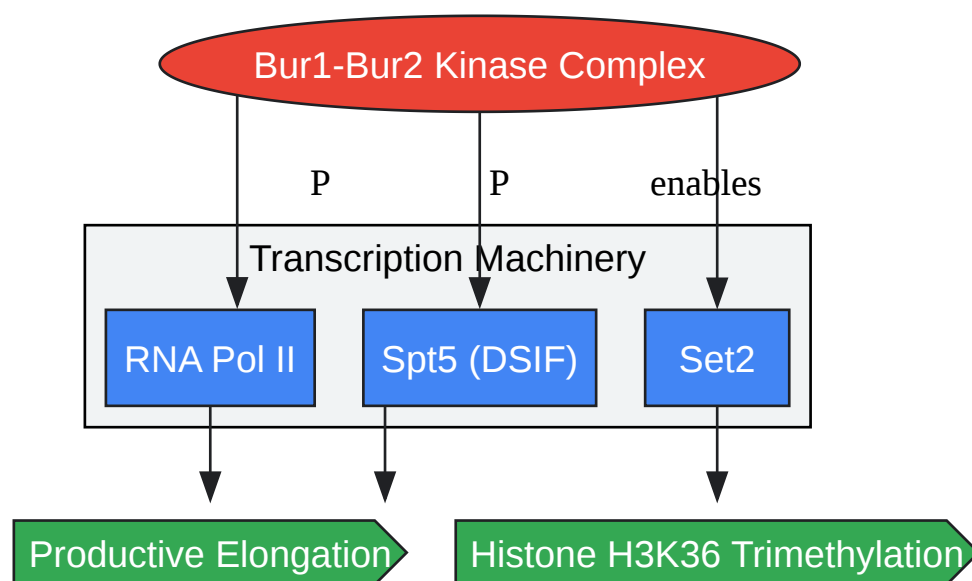 Bur1-Bur2 Kinase Complex
P
P
enables
Transcription Machinery
RNA Pol II
Spt5 (DSIF)
Set2
Productive Elongation
Histone H3K36 Trimethylation